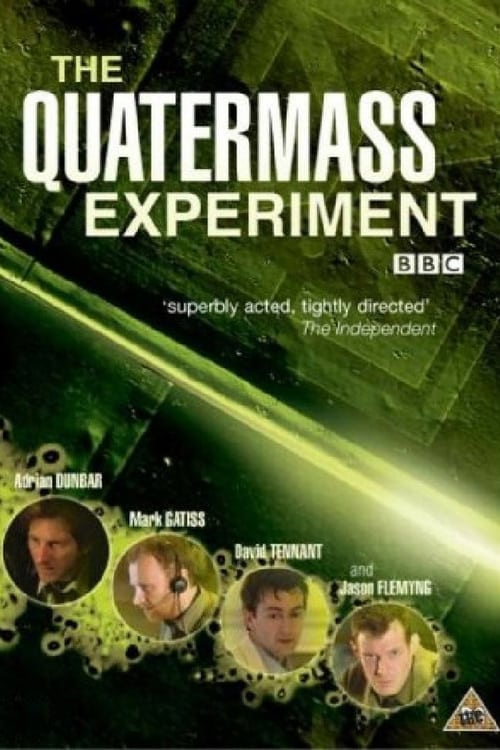 THE
QUATERMASS
EXPERIMENT
BBC
'superbly acted, tightly directed'
The Independent
Adrian DUNBAR
Mark GATISS
David TENNANT
and
Jason FLEMYNG